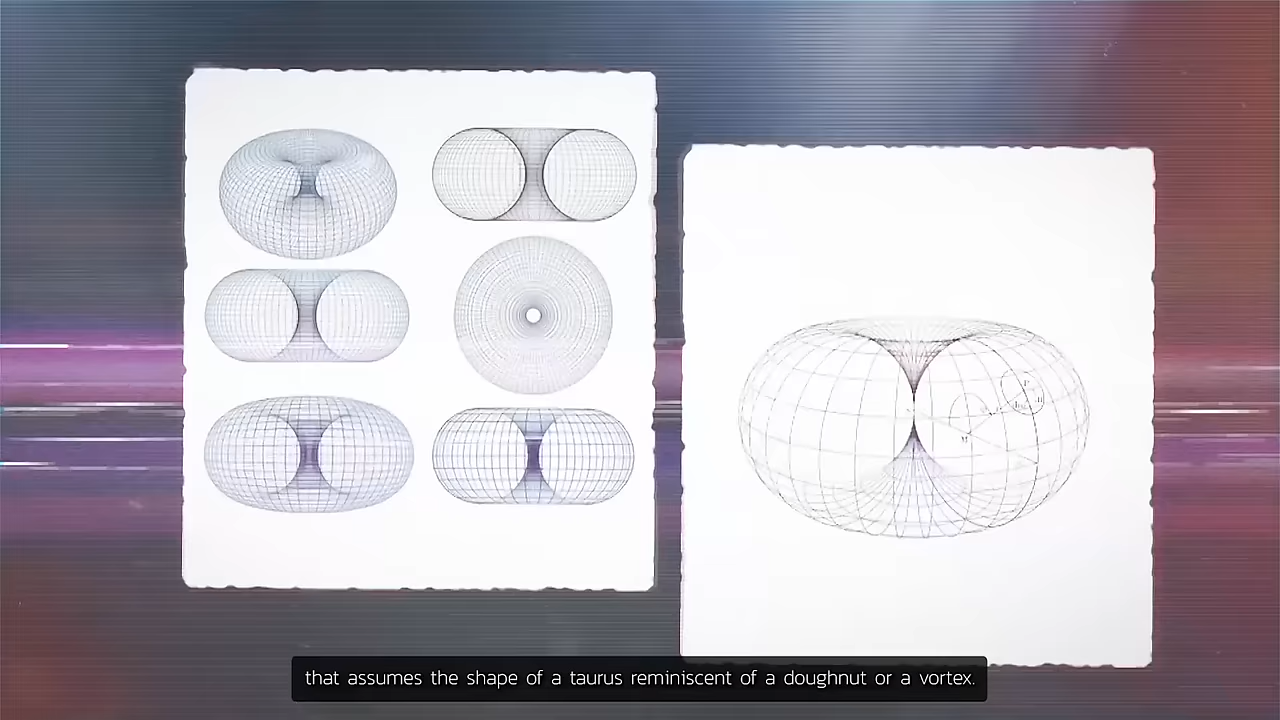 that assumes the shape of a taurus reminiscent of a doughnut or a vortex.